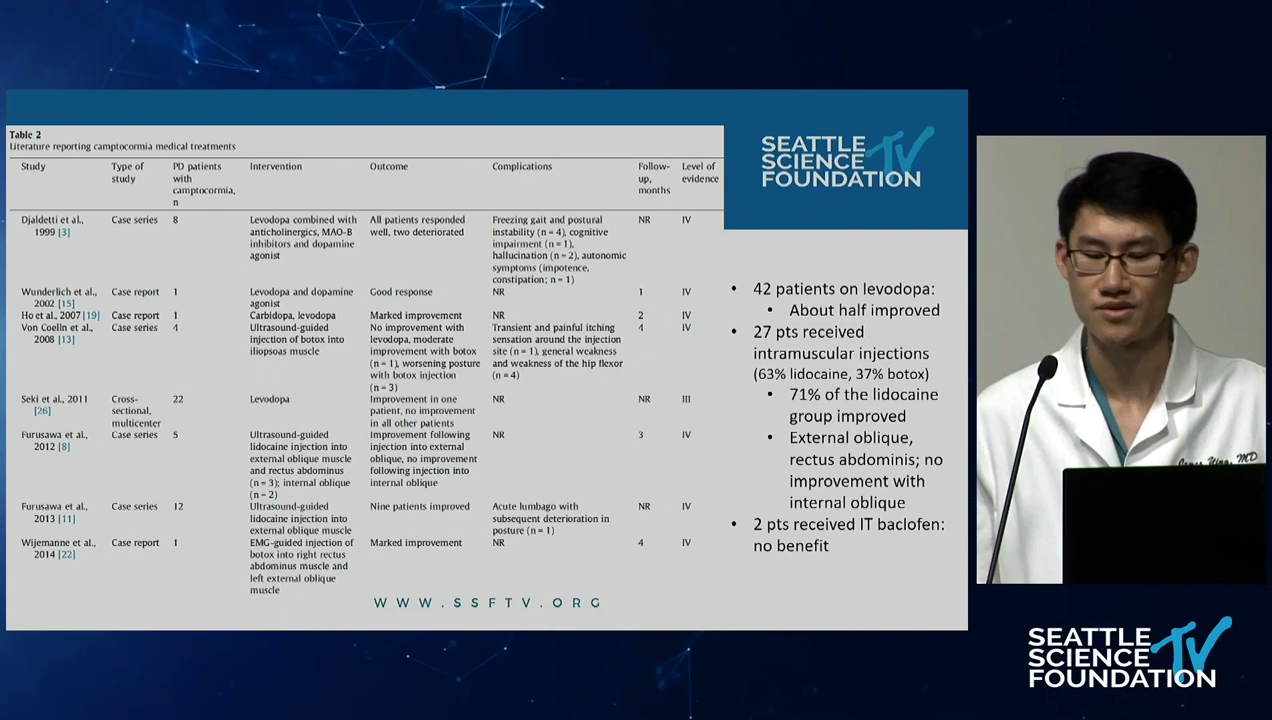 Table 2
Literature reporting camptocormia medical treatments
Study Type of study PD patients with camptocormia, n Intervention Outcome Complications Follow-up, months Level of evidence
Djaldetti et al., 1999 [3] Case series 8 Levodopa combined with anticholinergics, MAO-B inhibitors and dopamine agonist All patients responded well, two deteriorated Freezing gait and postural instability (n = 4), cognitive impairment (n = 1), hallucination (n = 2), autonomic symptoms (impotence, constipation; n = 1) NR IV
Wunderlich et al., 2002 [15] Case report 1 Levodopa and dopamine agonist Good response NR 1 IV
Ho et al., 2007 [19] Case report 1 Carbidopa, levodopa Marked improvement NR 2 IV
Von Coelln et al., 2008 [13] Case series 4 Ultrasound-guided injection of botox into iliopsoas muscle No improvement with levodopa, moderate improvement with botox (n = 1), worsening posture with botox injection (n = 3) Transient and painful itching sensation around the injection site (n = 1), general weakness and weakness of the hip flexor (n = 4) 4 IV
Seki et al., 2011 [26] Cross-sectional, multicenter 22 Levodopa Improvement in one patient, no improvement in all other patients NR NR III
Furusawa et al., 2012 [8] Case series 5 Ultrasound-guided lidocaine injection into external oblique muscle and rectus abdominus (n = 3); internal oblique (n = 2) Improvement following injection into external oblique, no improvement following injection into internal oblique NR 3 IV
Furusawa et al., 2013 [11] Case series 12 Ultrasound-guided lidocaine injection into external oblique muscle Nine patients improved Acute lumbago with subsequent deterioration in posture (n = 1) NR IV
Wijemanne et al., 2014 [22] Case report 1 EMG-guided injection of botox into right rectus abdominus muscle and left external oblique muscle Marked improvement NR 4 IV
WWW.SSFTV.ORG
SEATTLE
SCIENCE TV
FOUNDATION
• 42 patients on levodopa:
• About half improved
• 27 pts received
intramuscular injections
(63% lidocaine, 37% botox)
• 71% of the lidocaine
group improved
• External oblique,
rectus abdominis; no
improvement with
internal oblique
• 2 pts received IT baclofen:
no benefit
MD
SEATTLE
SCIENCE TV
FOUNDATION